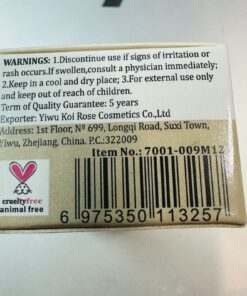 WARNINGS: 1.Discontinue use if signs of irritation or
rash occurs.If swollen,consult a physician immediately;
2.Keep in a cool and dry place; 3.For external use only
and keep out of reach of children.
Term of Quality Guarantee: 5 years
Exporter: Yiwu Koi Rose Cosmetics Co.,Ltd
Address: 1st Floor, Nº 699, Longqi Road, Suxi Town,
Yiwu, Zhejiang, China. P.C.:322009
Item No.: 7001-009M12
crueltyfree
animal free
6 975350 113257